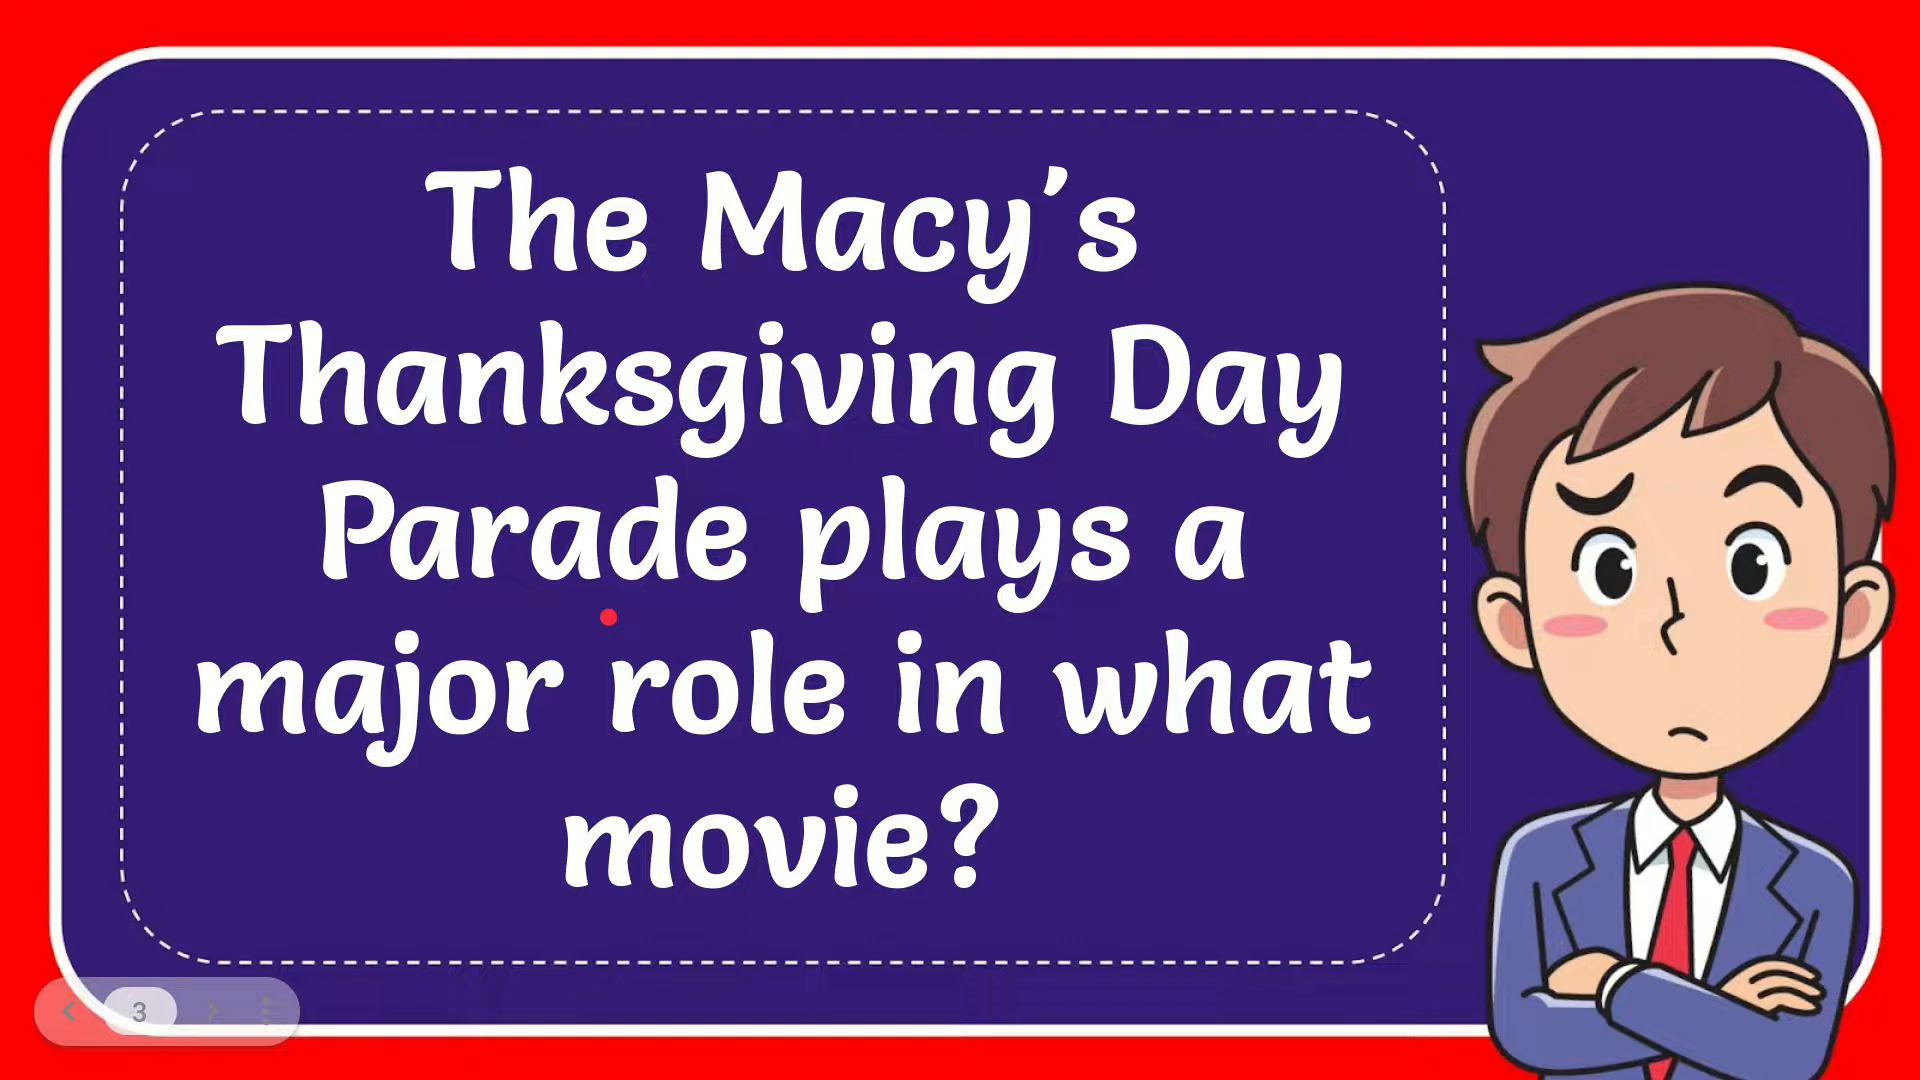 The Macy's
Thanksgiving Day
Parade plays a
major role in what
movie?
3